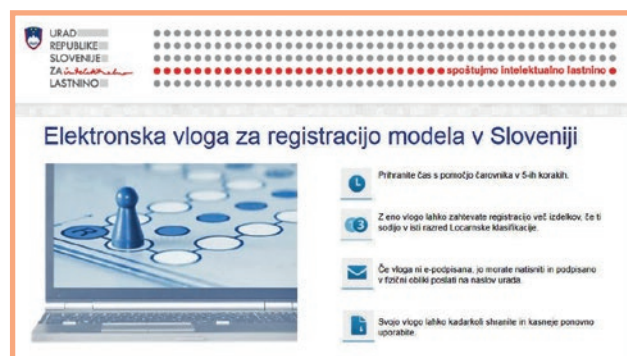 URAD
REPUBLIKE
SLOVENIJE
ZA intelektualno
LASTNINO
spoštujmo intelektualno lastnino
Elektronska vloga za registracijo modela v Sloveniji
Prihranite čas s pomočjo čarovnika v 5-ih korakih.
3
Z eno vlogo lahko zahtevate registracijo več izdelkov, če ti
sodijo v isti razred Locarnske klasifikacije.
Če vloga ni e-podpisana, jo morate natisniti in podpisano
v fizični obliki poslati na naslov urada.
Svojo vlogo lahko kadarkoli shranite in kasneje ponovno
uporabite.